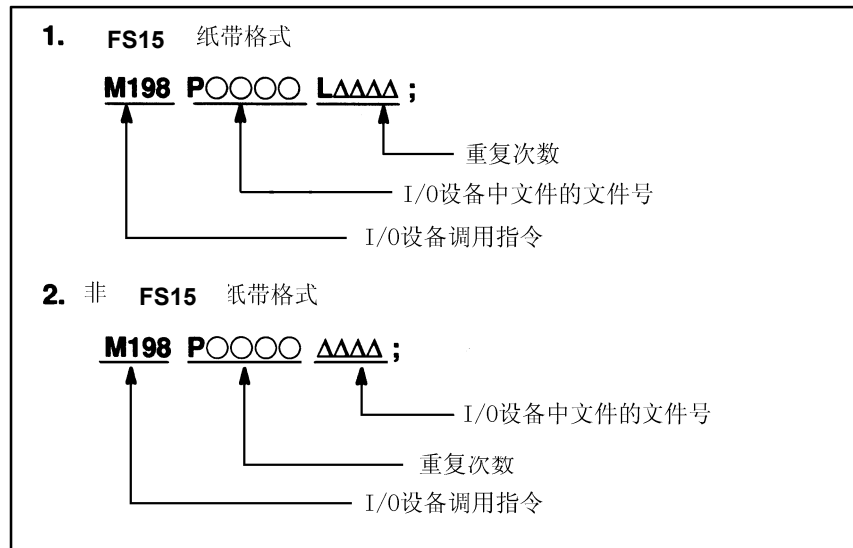 1. FS15 纸带格式
M198 P○○○○ L△△△△ ;
重复次数
I/O设备中文件的文件号
I/O设备调用指令
2. 非 FS15 纸带格式
M198 P○○○○ △△△△ ;
I/O设备中文件的文件号
重复次数
I/O设备调用指令